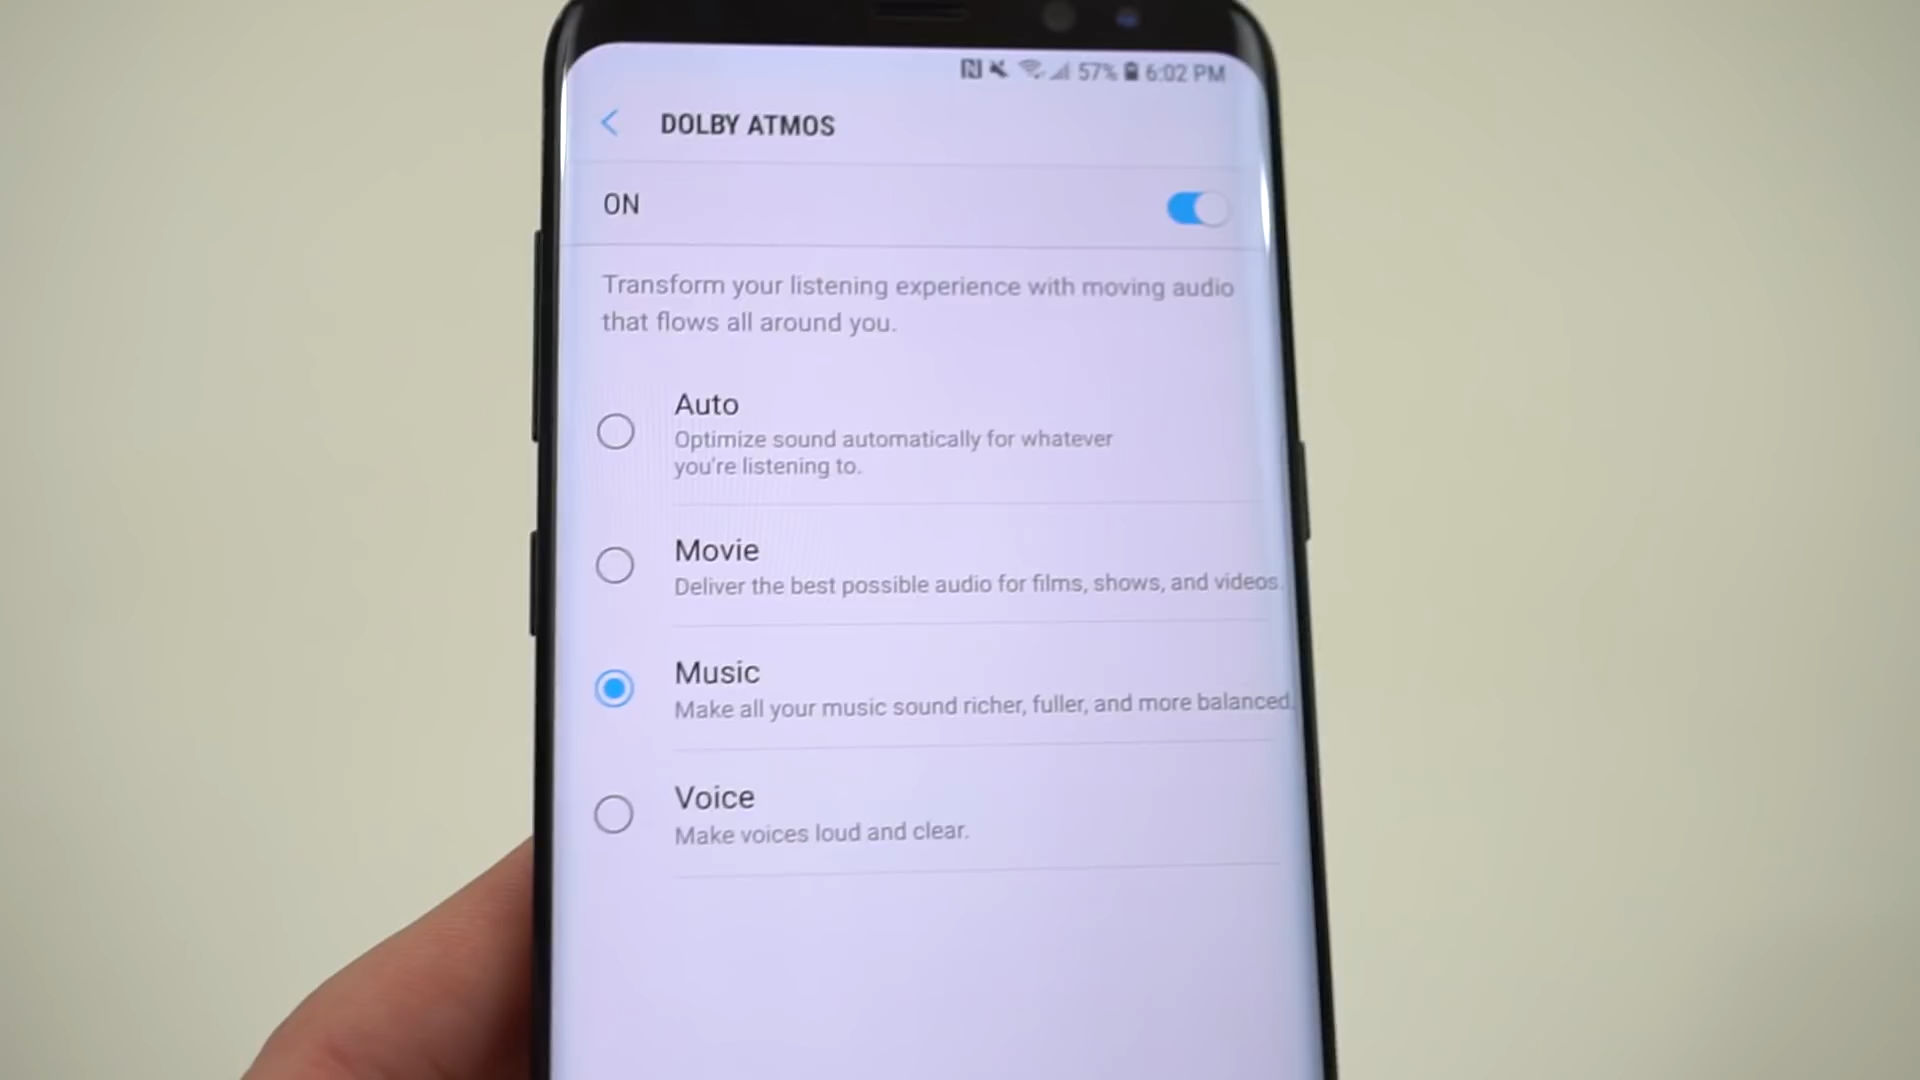 57% 6:02 PM
DOLBY ATMOS
ON
Transform your listening experience with moving audio
that flows all around you.
Auto
Optimize sound automatically for whatever
you're listening to.
Movie
Deliver the best possible audio for films, shows, and videos.
Music
Make all your music sound richer, fuller, and more balanced.
Voice
Make voices loud and clear.